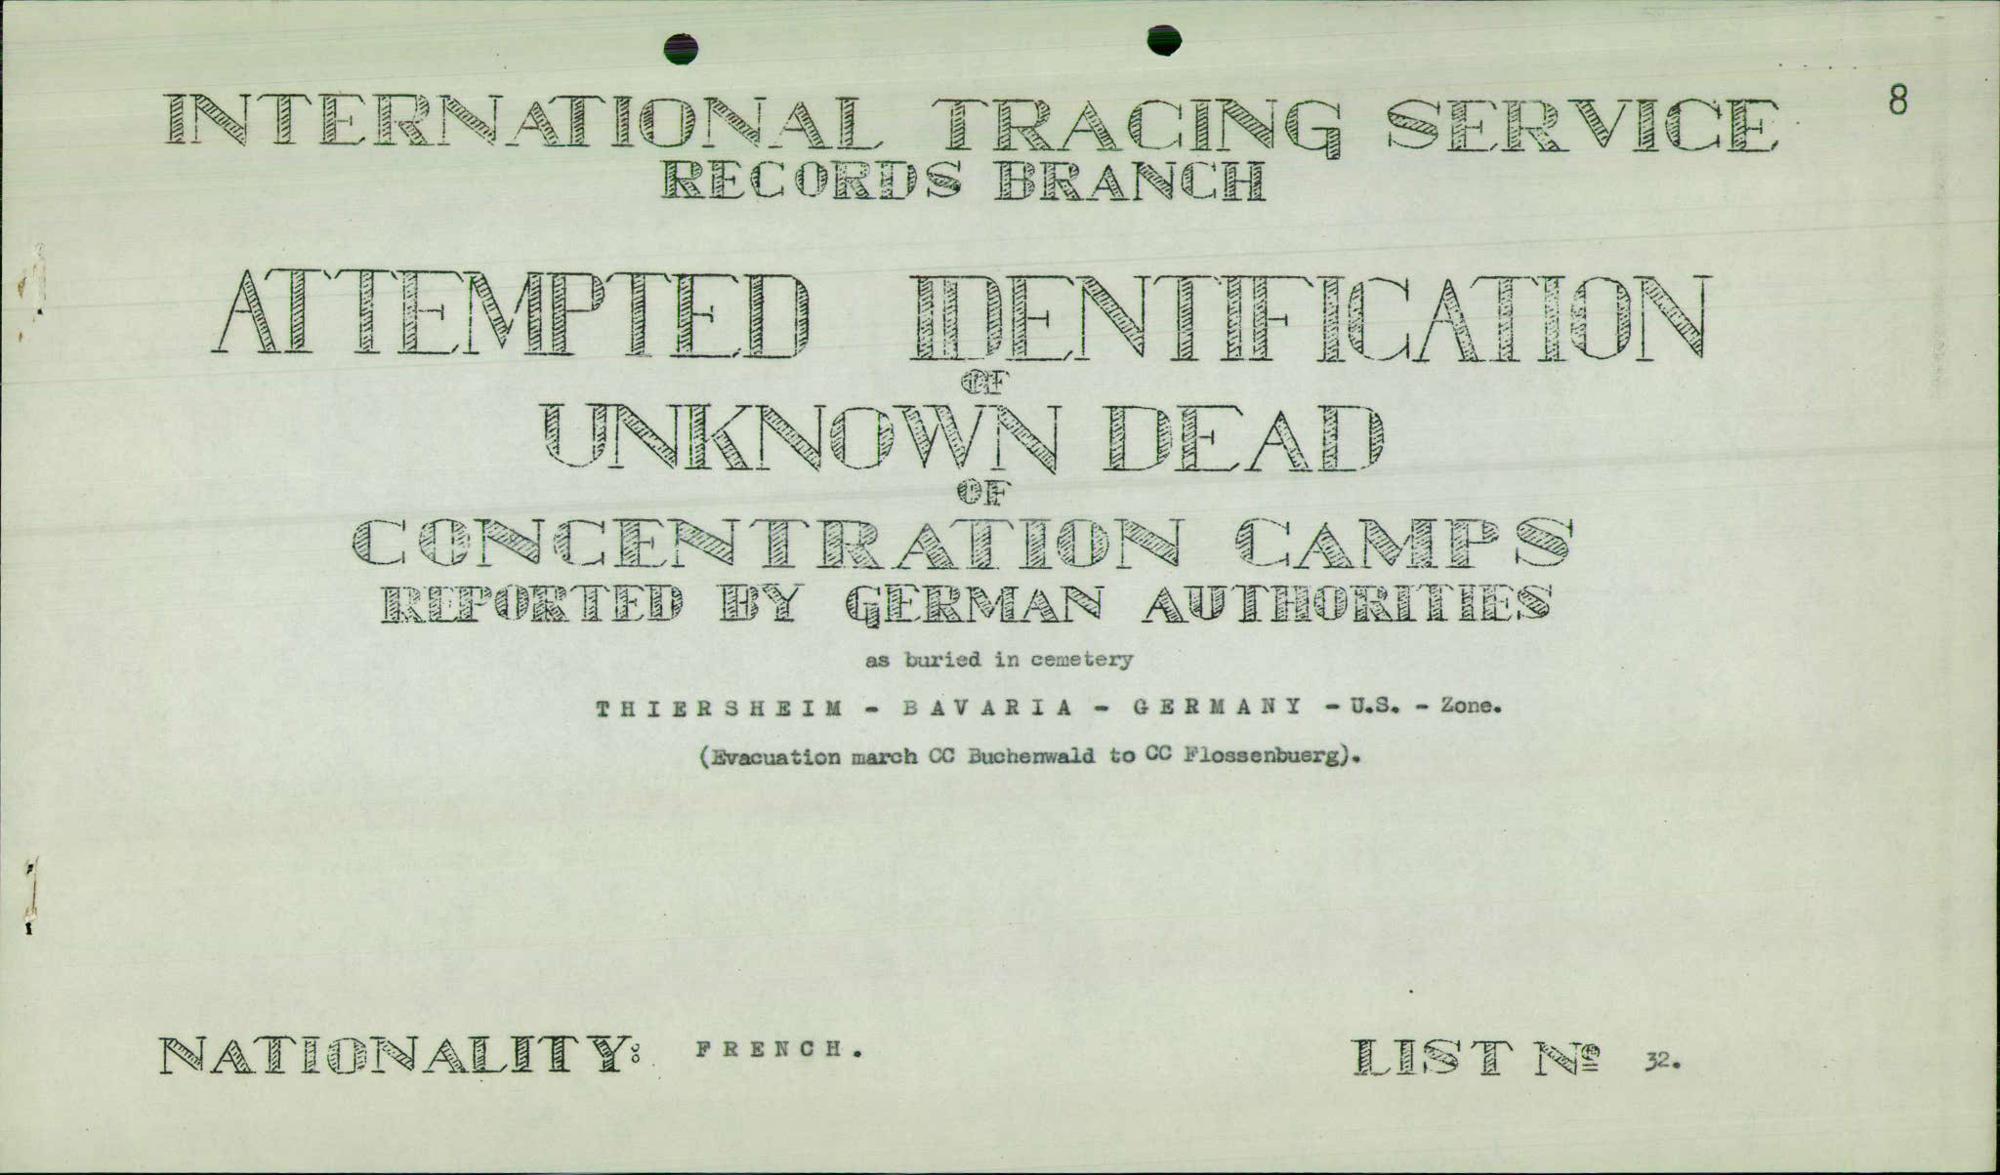 8
INTERNATIONAL TRACING SERVICE
RECORDS BRANCH
ATTEMPTED IDENTIFICATION
OF
UNKNOWN DEAD
OF
CONCENTRATION CAMPS
REPORTED BY GERMAN AUTHORITIES
as buried in cemetery
THIERSHEIM - BAVARIA - GERMANY - U.S. - Zone.
(Evacuation march CC Buchenwald to CC Flossenbuerg).
NATIONALITY: FRENCH. LIST Nº 32.